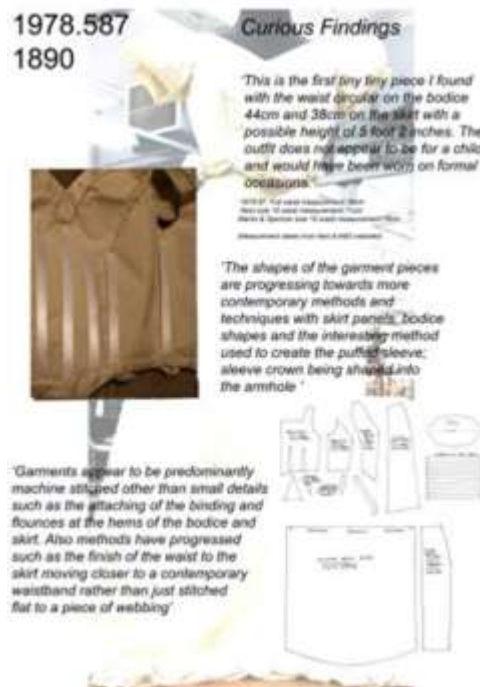 1978.587
1890
Curious Findings
'This is the first tiny tiny piece I found
with the waist circular on the bodice
44cm and 38cm on the skirt with a
possible height of 5 foot 2 inches. The
outfit does not appear to be for a child
and would have been worn on formal
occasions.'
'The shapes of the garment pieces
are progressing towards more
contemporary methods and
techniques with skirt panels, bodice
shapes and the interesting method
used to create the puffed sleeve;
sleeve crown being shaped into
the armhole '
'Garments appear to be predominantly
machine stitched other than small details
such as the attaching of the binding and
flounces at the hems of the bodice and
skirt. Also methods have progressed
such as the finish of the waist to the
skirt moving closer to a contemporary
waistband rather than just stitched
flat to a piece of webbing'